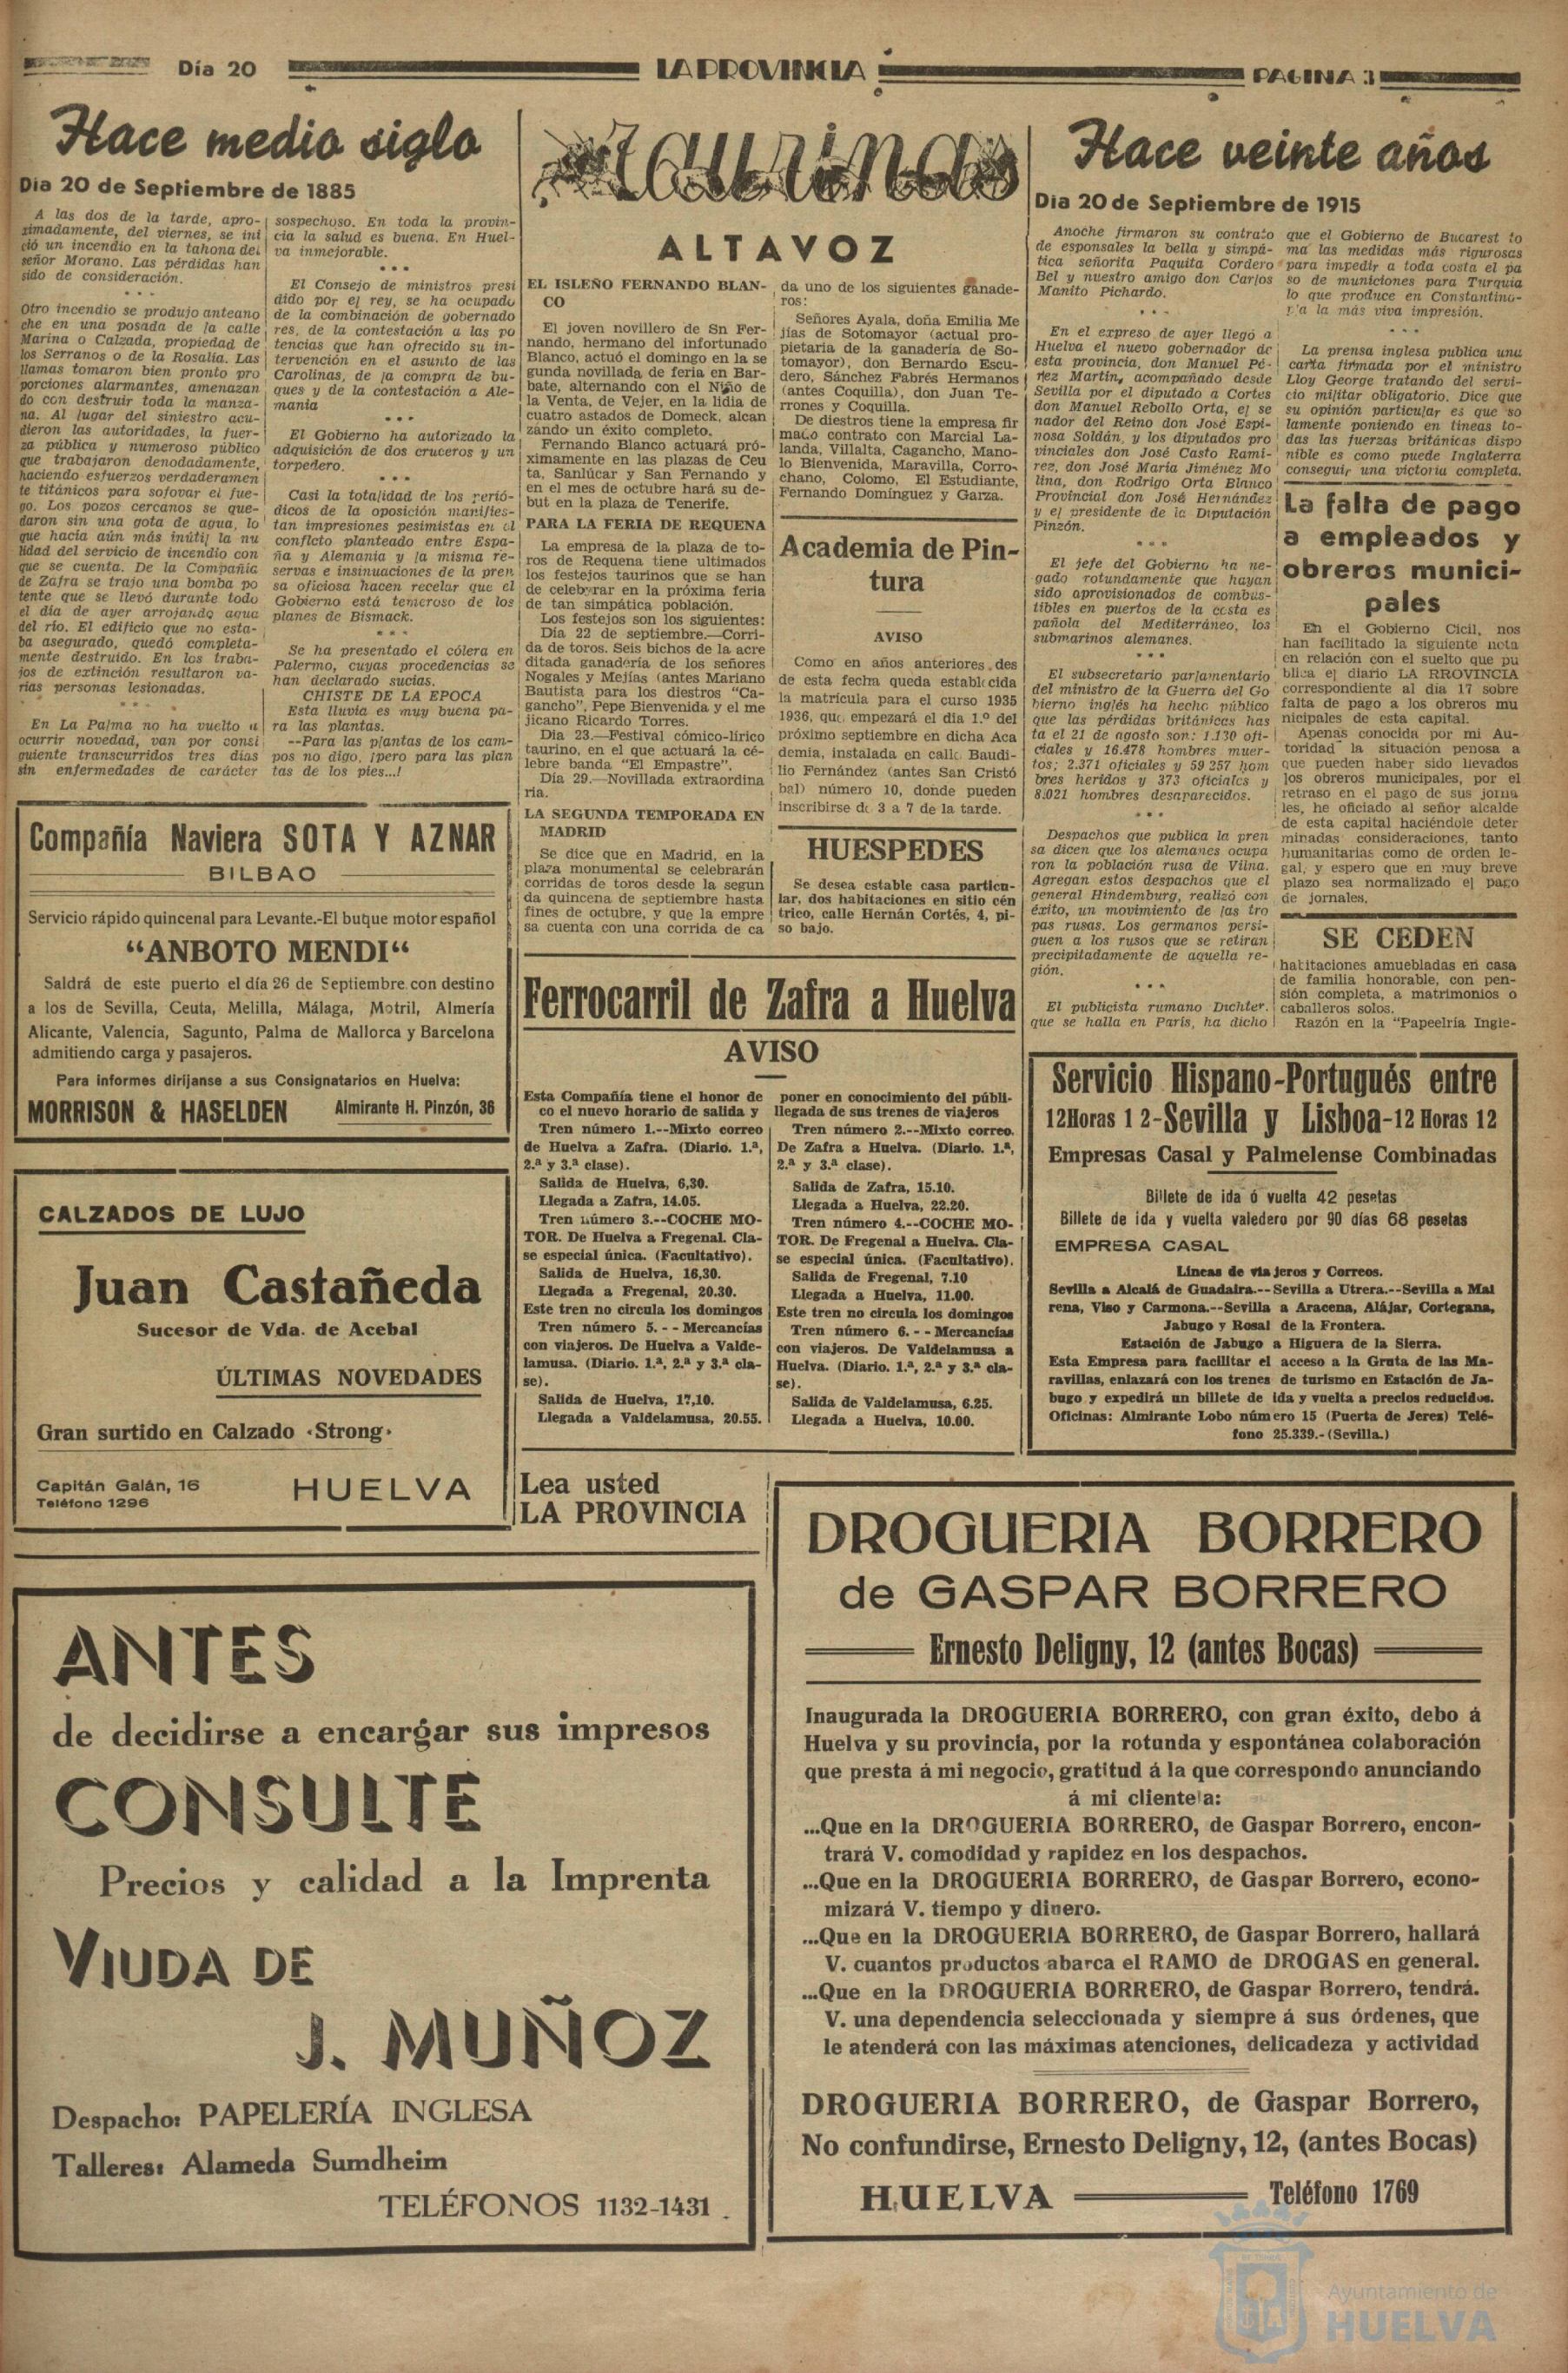 Día 20
LA PROVINCIA
PAGINA 3
Hace medio siglo
Dia 20 de Septiembre de 1885
A las dos de la tarde, apro-
ximadamente, del viernes, se ini
ció un incendio en la tahona del
señor Morano. Las pérdidas han
sido de consideración.
* * *
Otro incendio se produjo anteano
che en una posada de la calle
Marina o Calzada, propiedad de
los Serranos o de la Rosalía. Las
llamas tomaron bien pronto pro
porciones alarmantes, amenazan
do con destruir toda la manza-
na. Al lugar del siniestro acu-
dieron las autoridades, la fuer-
za pública y numeroso público
que trabajaron denodadamente,
haciendo esfuerzos verdaderamen
te titánicos para sofovar el fue-
go. Los pozos cercanos se que-
daron sin una gota de agua, lo
que hacia aún más inútil la nu
lidad del servicio de incendio con
que se cuenta. De la Compañía
de Zafra se trajo una bomba po
tente que se llevó durante todo
el día de ayer arrojando agua
del río. El edificio que no esta-
ba asegurado, quedó completa-
mente destruido. En los traba-
jos de extinción resultaron va-
rias personas lesionadas.
* * *
En La Palma no ha vuelto a
ocurrir novedad, van por consi
guiente transcurridos tres días
sin enfermedades de carácter
sospechoso. En toda la provin-
cia la salud es buena. En Huel-
va inmejorable.
* * *
El Consejo de ministros presi
dido por el rey, se ha ocupado
de la combinación de gobernado
res, de la contestación a las po
tencias que han ofrecido su in-
tervención en el asunto de las
Carolinas, de la compra de bu-
ques y de la contestación a Ale-
mania
* * *
El Gobierno ha autorizado la
adquisición de dos cruceros y un
torpedero.
* * *
Casi la totalidad de los perió-
dicos de la oposición manifies-
tan impresiones pesimistas en el
conflcto planteado entre Espa-
ña y Alemania y la misma re-
servas e insinuaciones de la pren
sa oficiosa hacen recelar que el
Gobierno está temeroso de los
planes de Bismack.
* * *
Se ha presentado el cólera en
Palermo, cuyas procedencias se
han declarado sucias.
CHISTE DE LA EPOCA
Esta lluvia es muy buena pa-
ra las plantas.
--Para las plantas de los cam-
pos no digo, ¡pero para las plan
tas de los pies...!
Compañía Naviera SOTA Y AZNAR
BILBAO
Servicio rápido quincenal para Levante.-El buque motor español
“ANBOTO MENDI“
Saldrá de este puerto el día 26 de Septiembre con destino
a los de Sevilla, Ceuta, Melilla, Málaga, Motril, Almería
Alicante, Valencia, Sagunto, Palma de Mallorca y Barcelona
admitiendo carga y pasajeros.
Para informes diríjanse a sus Consignatarios en Huelva:
MORRISON & HASELDEN Almirante H. Pinzón, 36
CALZADOS DE LUJO
Juan Castañeda
Sucesor de Vda. de Acebal
ÚLTIMAS NOVEDADES
Gran surtido en Calzado «Strong»
Capitán Galán, 16
Teléfono 1296
HUELVA
Taurinas
ALTAVOZ
EL ISLEÑO FERNANDO BLAN-
CO
El joven novillero de Sn Fer-
nando, hermano del infortunado
Blanco, actuó el domingo en la se
gunda novillada de feria en Bar-
bate, alternando con el Niño de
la Venta, de Vejer, en la lidia de
cuatro astados de Domeck, alcan
zando un éxito completo.
Fernando Blanco actuará pró-
ximamente en las plazas de Ceu
ta, Sanlúcar y San Fernando y
en el mes de octubre hará su de-
but en la plaza de Tenerife.
PARA LA FERIA DE REQUENA
La empresa de la plaza de to-
ros de Requena tiene ultimados
los festejos taurinos que se han
de celebrar en la próxima feria
de tan simpática población.
Los festejos son los siguientes:
Día 22 de septiembre.—Corri-
da de toros. Seis bichos de la acre
ditada ganadería de los señores
Nogales y Mejías (antes Mariano
Bautista para los diestros “Ca-
gancho”, Pepe Bienvenida y el me
jicano Ricardo Torres.
Día 23.—Festival cómico-lírico
taurino, en el que actuará la cé-
lebre banda “El Empastre”.
Día 29.—Novillada extraordina
ria.
LA SEGUNDA TEMPORADA EN
MADRID
Se dice que en Madrid, en la
plaza monumental se celebrarán
corridas de toros desde la segun
da quincena de septiembre hasta
fines de octubre, y que la empre
sa cuenta con una corrida de ca
da uno de los siguientes ganade-
ros:
Señores Ayala, doña Emilia Me
jías de Sotomayor (actual pro-
pietaria de la ganadería de So-
tomayor), don Bernardo Escu-
dero, Sánchez Fabrés Hermanos
(antes Coquilla), don Juan Te-
rrones y Coquilla.
De diestros tiene la empresa fir
mado contrato con Marcial La-
landa, Villalta, Cagancho, Mano-
lo Bienvenida, Maravilla, Corro-
chano, Colomo, El Estudiante,
Fernando Domínguez y Garza.
Academia de Pin-
tura
AVISO
Como en años anteriores des
de esta fecha queda establecida
la matrícula para el curso 1935
1936, que empezará el día 1.º del
próximo septiembre en dicha Aca
demia, instalada en calle Baudi-
lio Fernández (antes San Cristó
bal) número 10, donde pueden
inscribirse de 3 a 7 de la tarde.
HUESPEDES
Se desea estable casa particu-
lar, dos habitaciones en sitio cén
trico, calle Hernán Cortés, 4, pi-
so bajo.
Ferrocarril de Zafra a Huelva
AVISO
Esta Compañía tiene el honor de poner en conocimiento del públi-
co el nuevo horario de salida y llegada de sus trenes de viajeros
Tren número 1.--Mixto correo
de Huelva a Zafra. (Diario. 1.ª,
2.ª y 3.ª clase).
Salida de Huelva, 6,30.
Llegada a Zafra, 14.05.
Tren número 3.--COCHE MO-
TOR. De Huelva a Fregenal. Cla-
se especial única. (Facultativo).
Salida de Huelva, 16,30.
Llegada a Fregenal, 20.30.
Este tren no circula los domingos
Tren número 5. - - Mercancías
con viajeros. De Huelva a Valde-
lamusa. (Diario. 1.ª, 2.ª y 3.ª cla-
se).
Salida de Huelva, 17,10.
Llegada a Valdelamusa, 20.55.
Tren número 2.--Mixto correo.
De Zafra a Huelva. (Diario. 1.ª,
2.ª y 3.ª clase).
Salida de Zafra, 15.10.
Llegada a Huelva, 22.20.
Tren número 4.--COCHE MO-
TOR. De Fregenal a Huelva. Cla-
se especial única. (Facultativo).
Salida de Fregenal, 7.10
Llegada a Huelva, 11.00.
Este tren no circula los domingos
Tren número 6. - - Mercancías
con viajeros. De Valdelamusa a
Huelva. (Diario. 1.ª, 2.ª y 3.ª cla-
se).
Salida de Valdelamusa, 6.25.
Llegada a Huelva, 10.00.
Lea usted
LA PROVINCIA
Hace veinte años
Dia 20 de Septiembre de 1915
Anoche firmaron su contrato
de esponsales la bella y simpá-
tica señorita Paquita Cordero
Bel y nuestro amigo don Carlos
Manito Pichardo.
* * *
En el expreso de ayer llegó a
Huelva el nuevo gobernador de
esta provincia, don Manuel Pé-
rez Martin, acompañado desde
Sevilla por el diputado a Cortes
don Manuel Rebollo Orta, el se
nador del Reino don José Espi-
nosa Soldán, y los diputados pro
vinciales don José Casto Rami-
rez, don José María Jiménez Mo
lina, don Rodrigo Orta Blanco
Provincial don José Hernández
y el presidente de la Diputación
Pinzón.
* * *
El jefe del Gobierno ha ne-
gado rotundamente que hayan
sido aprovisionados de combus-
tibles en puertos de la costa es
pañola del Mediterráneo, los
submarinos alemanes.
* * *
El subsecretario parlamentario
del ministro de la Guerra del Go
bierno inglés ha hecho público
que las pérdidas británicas has
ta el 21 de agosto son: 1.130 ofi-
ciales y 16.478 hombres muer-
tos; 2.371 oficiales y 59 257 hom
bres heridos y 373 oficiales y
8.021 hombres desaparecidos.
* * *
Despachos que publica la pren
sa dicen que los alemanes ocupa
ron la población rusa de Vilna.
Agregan estos despachos que el
general Hindemburg, realizó con
éxito, un movimiento de las tro
pas rusas. Los germanos persi-
guen a los rusos que se retiran
precipitadamente de aquella re-
gión.
* * *
El publicista rumano Dichter.
que se halla en París, ha dicho
que el Gobierno de Bucarest to
ma las medidas más rigurosas
para impedir a toda costa el pa
so de municiones para Turquia
lo que produce en Constantino-
pla la más viva impresión.
* * *
La prensa inglesa publica una
carta firmada por el ministro
Lloy George tratando del servi-
cio militar obligatorio. Dice que
su opinión particular es que so
lamente poniendo en tineas to-
das las fuerzas británicas dispo
nible es como puede Inglaterra
conseguir una victoria completa.
La falta de pago
a empleados y
obreros munici-
pales
En el Gobierno Cicil, nos
han facilitado la siguiente nota
en relación con el suelto que pu
blica el diario LA RROVINCIA
correspondiente al día 17 sobre
falta de pago a los obreros mu
nicipales de esta capital.
Apenas conocida por mi Au-
toridad la situación penosa a
que pueden haber sido llevados
los obreros municipales, por el
retraso en el pago de sus jorna
les, he oficiado al señor alcalde
de esta capital haciéndole deter
minadas consideraciones, tanto
humanitarias como de orden le-
gal, y espero que en muy breve
plazo sea normalizado el pago
de jornales.
SE CEDEN
habitaciones amuebladas en casa
de familia honorable, con pen-
sión completa, a matrimonios o
caballeros solos.
Razón en la “Papeelría Ingle-
Servicio Hispano-Portugués entre
12Horas 1 2-Sevilla y Lisboa-12 Horas 12
Empresas Casal y Palmelense Combinadas
Billete de ida ó vuelta 42 pesetas
Billete de ida y vuelta valedero por 90 días 68 pesetas
EMPRESA CASAL
Líneas de viajeros y Correos.
Sevilla a Alcalá de Guadaira.--Sevilla a Utrera.--Sevilla a Mai
rena, Viso y Carmona.--Sevilla a Aracena, Alájar, Cortegana,
Jabugo y Rosal de la Frontera.
Estación de Jabugo a Higuera de la Sierra.
Esta Empresa para facilitar el acceso a la Gruta de las Ma-
ravillas, enlazará con los trenes de turismo en Estación de Ja-
bugo y expedirá un billete de ida y vuelta a precios reducidos.
Oficinas: Almirante Lobo número 15 (Puerta de Jerez) Telé-
fono 25.339.-(Sevilla.)
ANTES
de decidirse a encargar sus impresos
CONSULTE
Precios y calidad a la Imprenta
VIUDA DE
J. MUÑOZ
Despacho: PAPELERÍA INGLESA
Talleres: Alameda Sumdheim
TELÉFONOS 1132-1431
DROGUERIA BORRERO
de GASPAR BORRERO
Ernesto Deligny, 12 (antes Bocas)
Inaugurada la DROGUERIA BORRERO, con gran éxito, debo á
Huelva y su provincia, por la rotunda y espontánea colaboración
que presta á mi negocio, gratitud á la que correspondo anunciando
á mi clientela:
...Que en la DROGUERIA BORRERO, de Gaspar Borrero, encon-
trará V. comodidad y rapidez en los despachos.
...Que en la DROGUERIA BORRERO, de Gaspar Borrero, econo-
mizará V. tiempo y dinero.
...Que en la DROGUERIA BORRERO, de Gaspar Borrero, hallará
V. cuantos productos abarca el RAMO de DROGAS en general.
...Que en la DROGUERIA BORRERO, de Gaspar Borrero, tendrá.
V. una dependencia seleccionada y siempre á sus órdenes, que
le atenderá con las máximas atenciones, delicadeza y actividad
DROGUERIA BORRERO, de Gaspar Borrero,
No confundirse, Ernesto Deligny, 12, (antes Bocas)
HUELVA Teléfono 1769
Ayuntamiento de
HUELVA